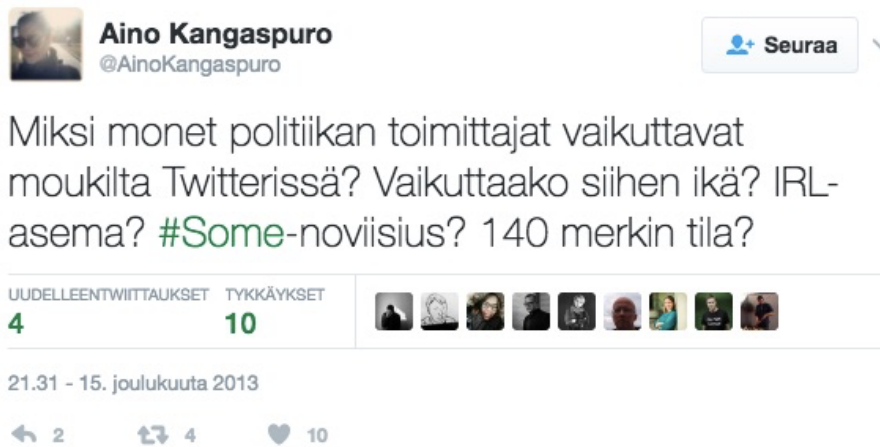 Aino Kangaspuro
@AinoKangaspuro
Seuraa
Miksi monet politiikan toimittajat vaikuttavat
moukilta Twitterissä? Vaikuttaako siihen ikä? IRL-
asema? #Some-noviisius? 140 merkin tila?
UUDELLEENTWIITTAUKSET TYKKÄYKSET
4 10
21.31 - 15. joulukuuta 2013
2 4 10